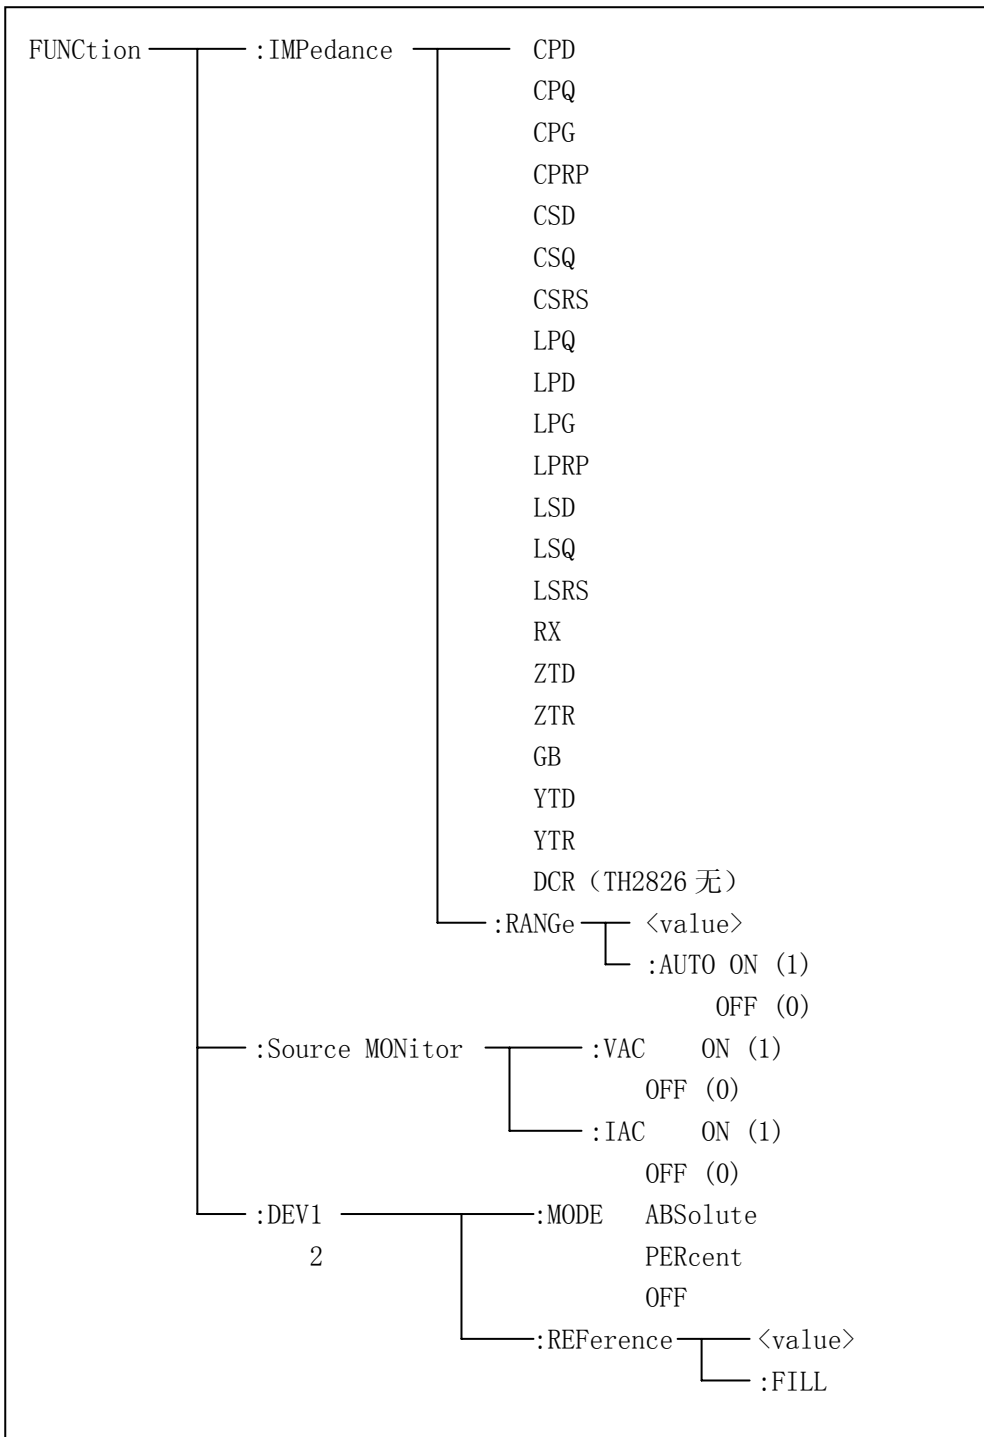 FUNCtion :IMPedance CPD
CPQ
CPG
CPRP
CSD
CSQ
CSRS
LPQ
LPD
LPG
LPRP
LSD
LSQ
LSRS
RX
ZTD
ZTR
GB
YTD
YTR
DCR（TH2826 无）
:RANGe <value>
:AUTO ON (1)
OFF (0)
:Source MONitor :VAC ON (1)
OFF (0)
:IAC ON (1)
OFF (0)
:DEV1 :MODE ABSolute
2 PERcent
OFF
:REFerence <value>
:FILL